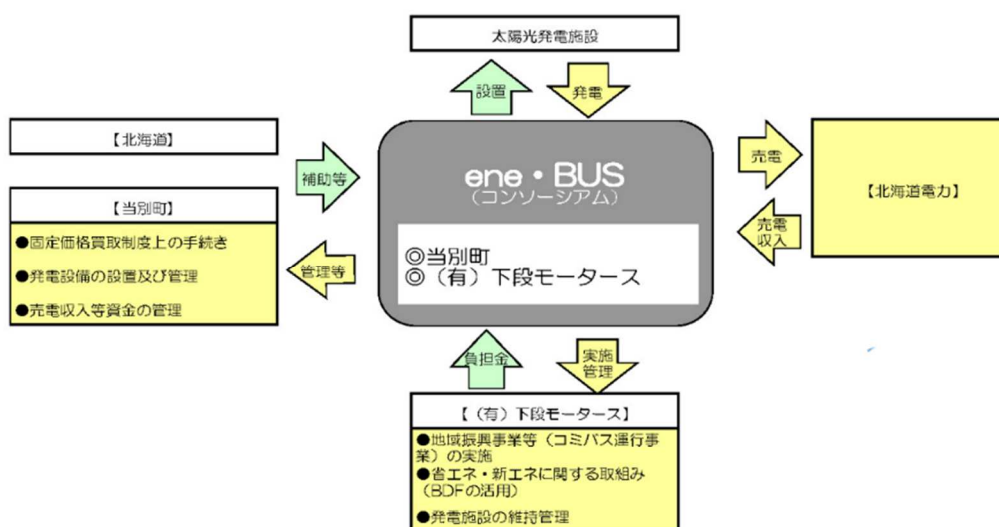 太陽光発電施設
設置
発電
【北海道】
補助等
【当別町】
●固定価格買取制度上の手続き
●発電設備の設置及び管理
●売電収入等資金の管理
管理等
ene・BUS
（コンソーシアム）
◎当別町
◎（有）下段モータース
売電
売電
収入
【北海道電力】
負担金
実施
管理
【（有）下段モータース】
●地域振興事業等（コミバス運行事
業）の実施
●省エネ・新エネに関する取組み
（BDFの活用）
●発電施設の維持管理